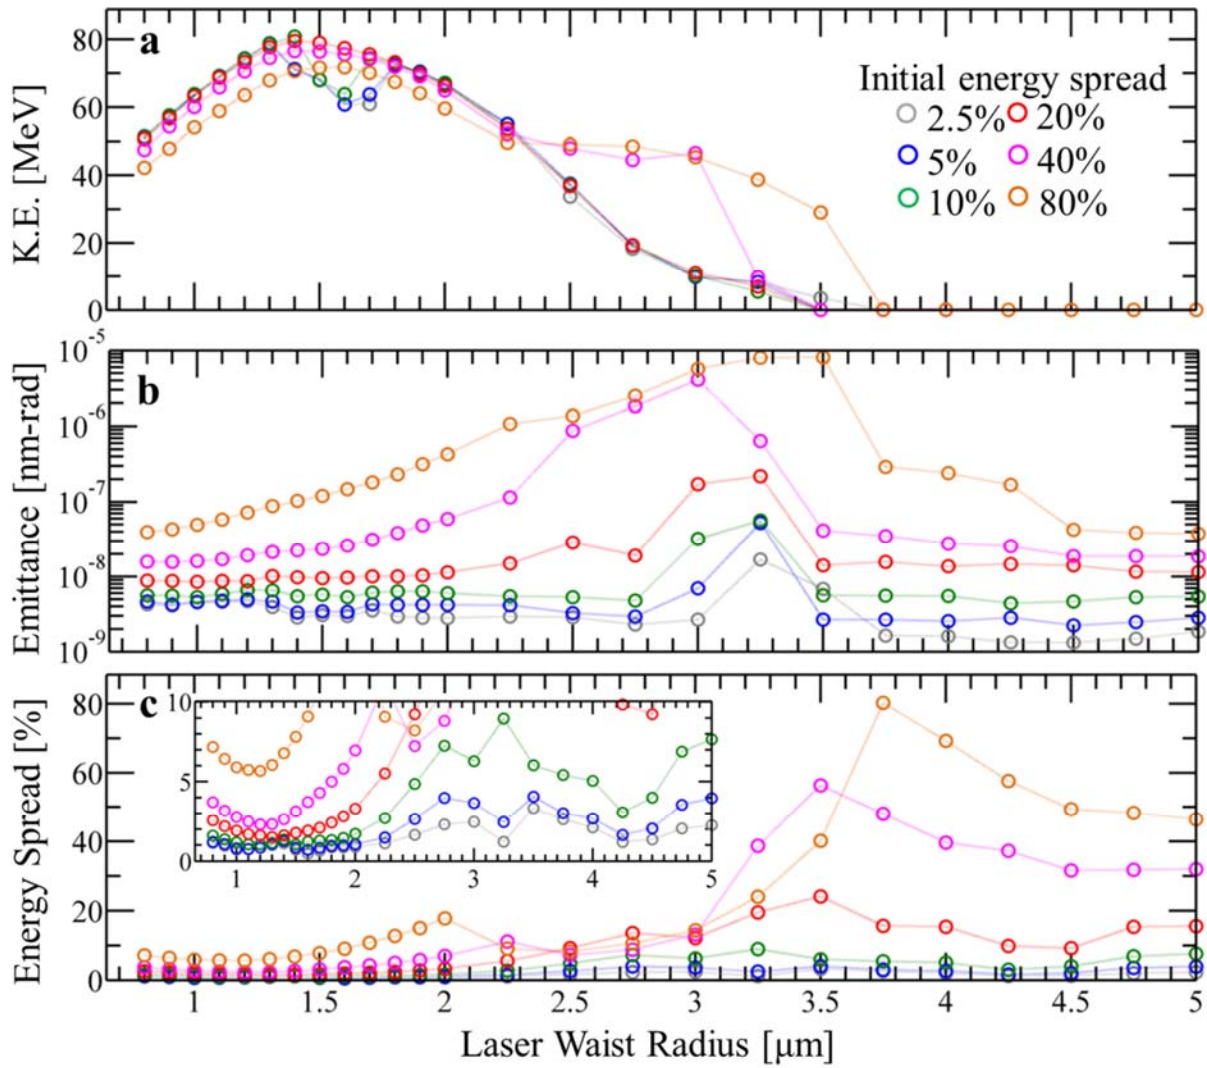 a
K.E. [MeV]
80
60
40
20
0
Initial energy spread
2.5% 20%
5% 40%
10% 80%
b
Emittance [nm-rad]
10-5
10-6
10-7
10-8
10-9
c
Energy Spread [%]
80
60
40
20
0
10
5
0
1 2 3 4 5
1 1.5 2 2.5 3 3.5 4 4.5 5
Laser Waist Radius [μm]